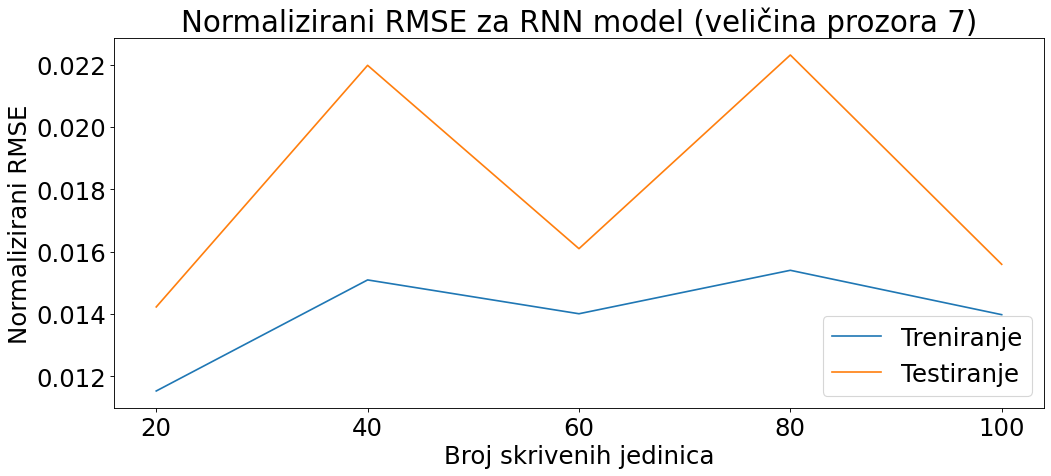 Normalizirani RMSE za RNN model (veličina prozora 7)
Normalizirani RMSE
0.022
0.020
0.018
0.016
0.014
0.012
Treniranje
Testiranje
20 40 60 80 100
Broj skrivenih jedinica